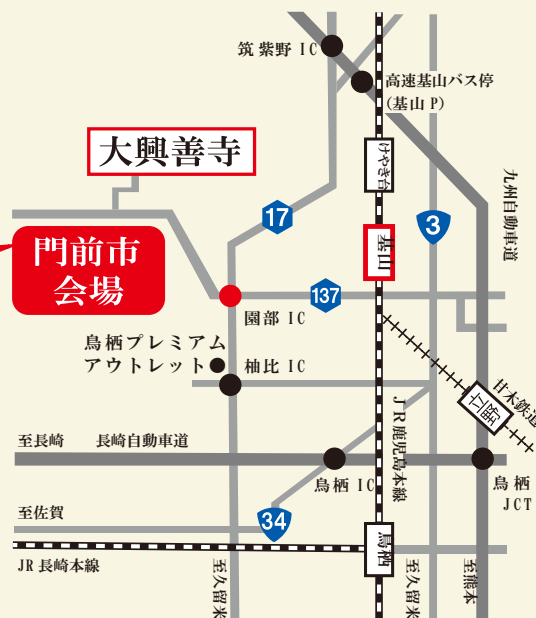 筑紫野 IC
高速基山バス停
(基山 P)
大興善寺
けやき台
九州自動車道
17
3
門前市
会場
基山
137
園部 IC
鳥栖プレミアム
アウトレット
柚比 IC
甘木鉄道
立野
至長崎
長崎自動車道
JR鹿児島本線
鳥栖 IC
鳥栖
JCT
至佐賀
34
鳥栖
JR長崎本線
至久留米
至久留米
至熊本